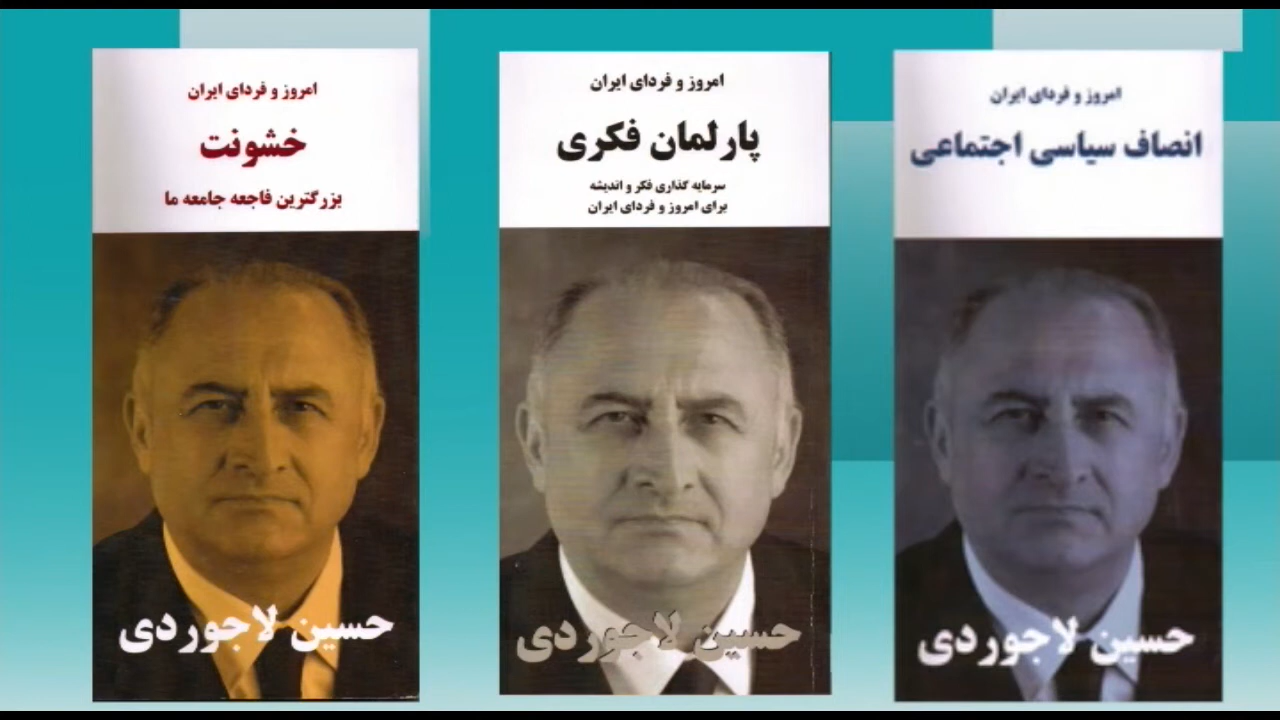 امروز و فردای ایران
انصاف سیاسی اجتماعی
حسین لاجوردی
امروز و فردای ایران
پارلمان فکری
سرمایه گذاری فکر و اندیشه
برای امروز و فردای ایران
حسین لاجوردی
امروز و فردای ایران
خشونت
بزرگترین فاجعه جامعه ما
حسین لاجوردی